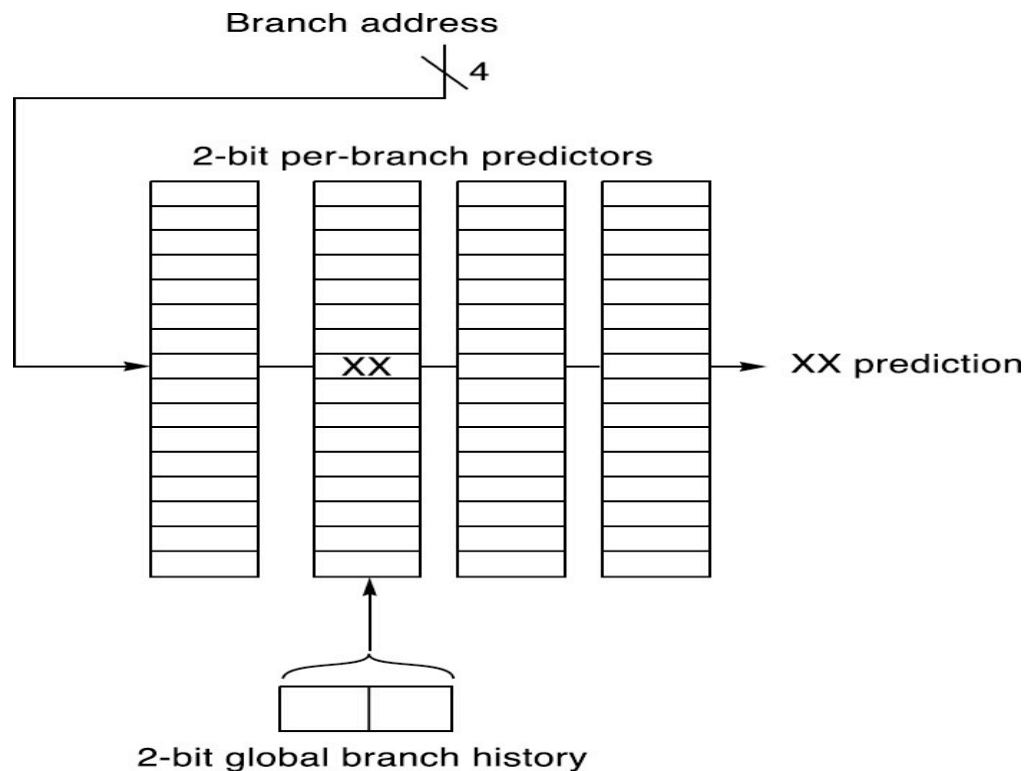 Branch address
4
2-bit per-branch predictors
XX
XX prediction
2-bit global branch history